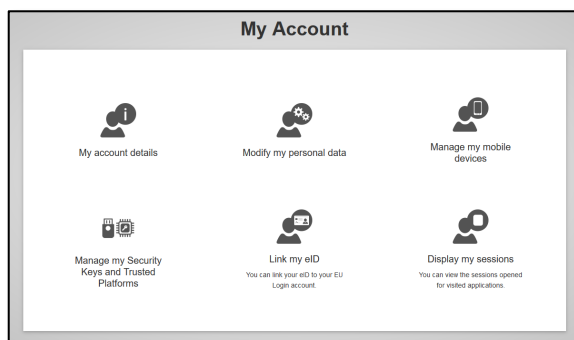 My Account
My account details
Modify my personal data
Manage my mobile
devices
Manage my Security
Keys and Trusted
Platforms
Link my eID
You can link your eID to your EU
Login account.
Display my sessions
You can view the sessions opened
for visited applications.